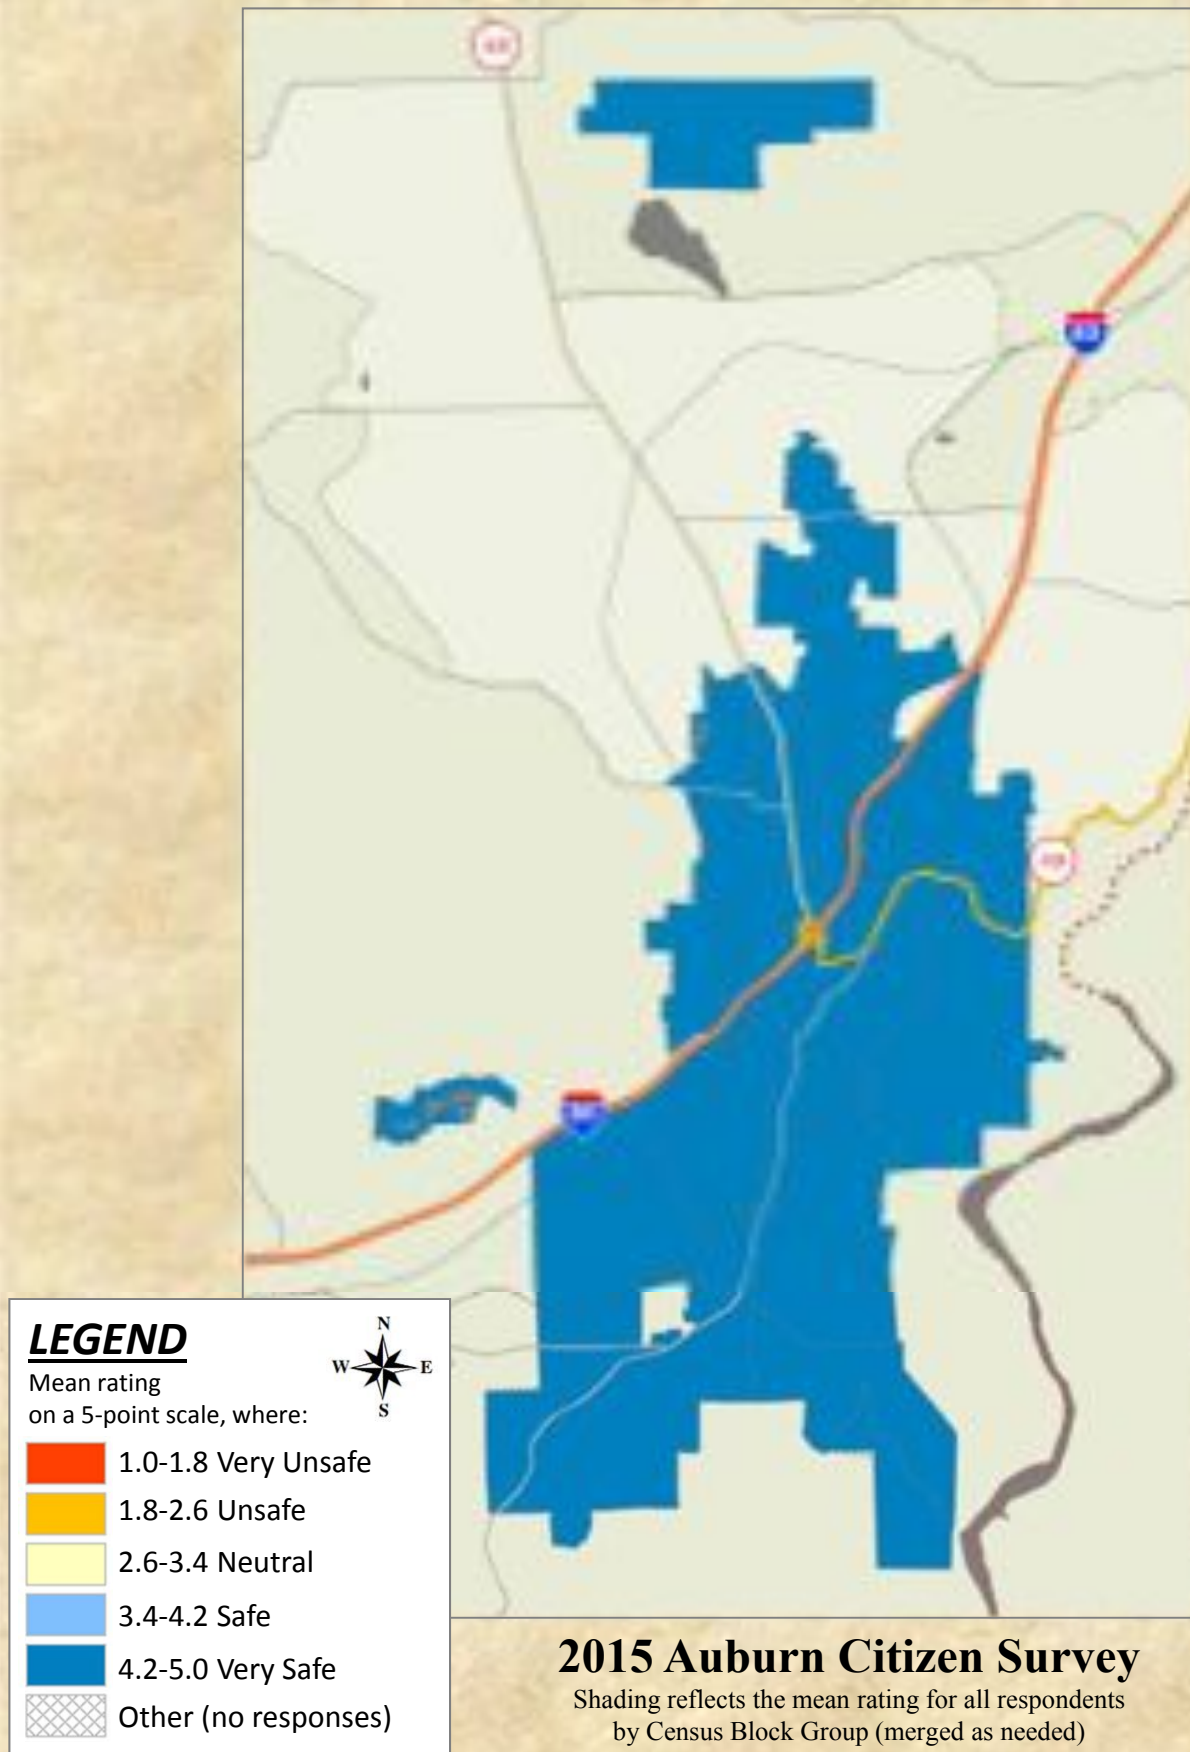 LEGEND
Mean rating
on a 5-point scale, where:
N
W E
S
1.0-1.8 Very Unsafe
1.8-2.6 Unsafe
2.6-3.4 Neutral
3.4-4.2 Safe
4.2-5.0 Very Safe
Other (no responses)
2015 Auburn Citizen Survey
Shading reflects the mean rating for all respondents
by Census Block Group (merged as needed)